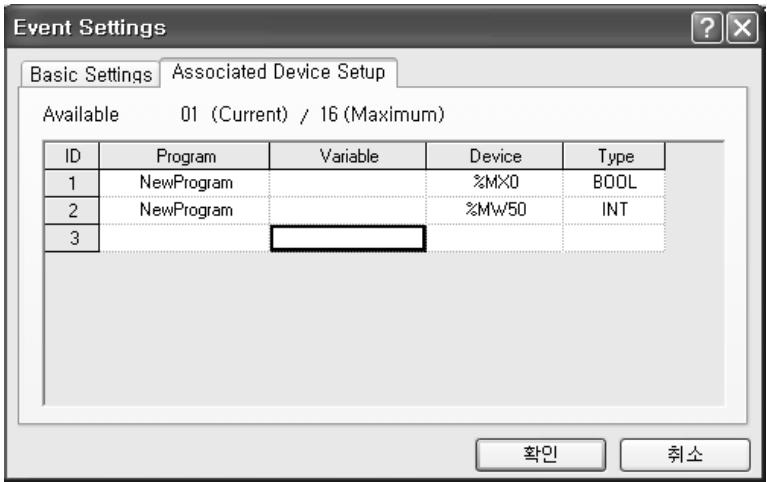 Event Settings
Basic Settings Associated Device Setup
Available 01 (Current) / 16 (Maximum)
ID Program Variable Device Type
1 NewProgram %MX0 BOOL
2 NewProgram %MW50 INT
3
확인 취소